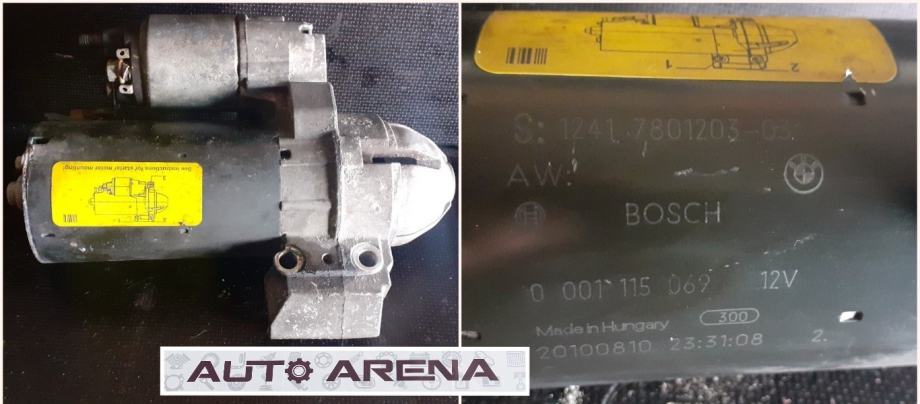 See instructions for starter motor mounting.
1
2
S: 1241 7801203-03
AW:
BOSCH
0 001 115 069 12V
Made in Hungary 300
20100810 23:31:08 2.
AUTO ARENA